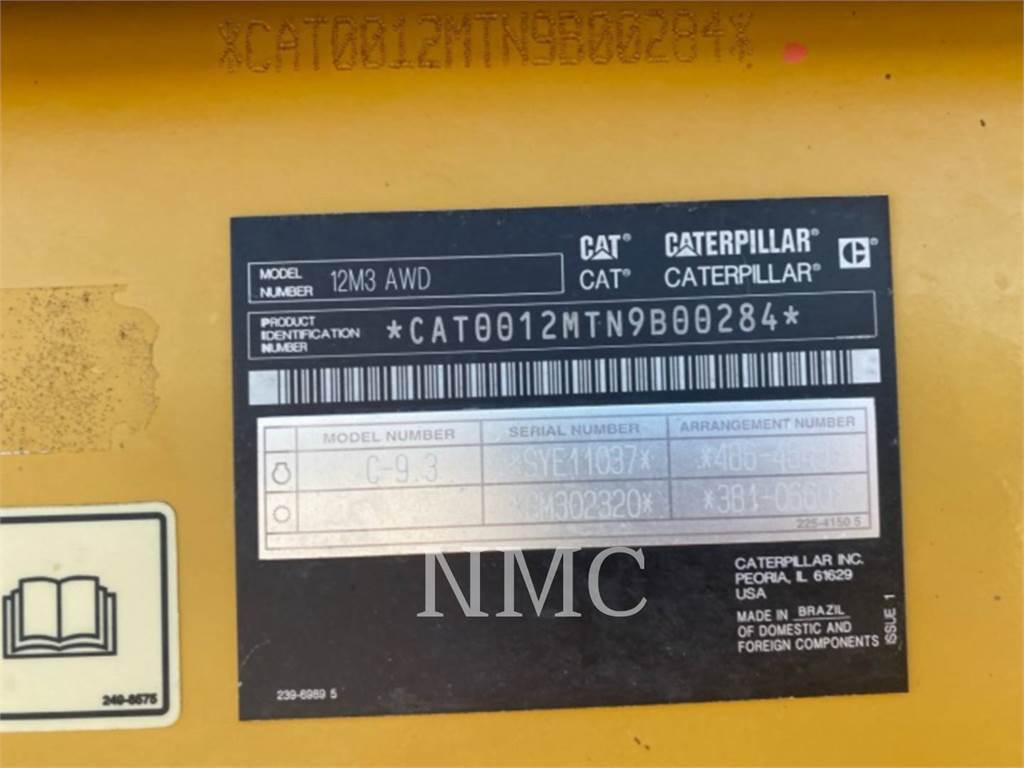 *CAT0012MTN9B00284*
CAT® CATERPILLAR®
MODEL NUMBER 12M3 AWD
CAT® CATERPILLAR®
PRODUCT IDENTIFICATION NUMBER *CAT0012MTN9B00284*
MODEL NUMBER SERIAL NUMBER ARRANGEMENT NUMBER
C-9.3 *SYE11037*
*381-0660*
225-4150 5
NMC
CATERPILLAR INC.
PEORIA, IL 61629
USA
MADE IN BRAZIL
OF DOMESTIC AND
FOREIGN COMPONENTS
ISSUE 1
239-6989 5
249-8575